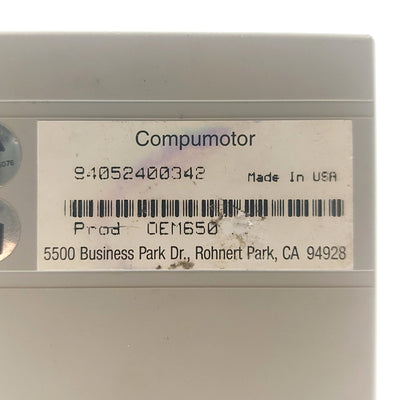 Compumotor
94052400342 Made In USA
Prod OEM650
5500 Business Park Dr., Rohnert Park, CA 94928